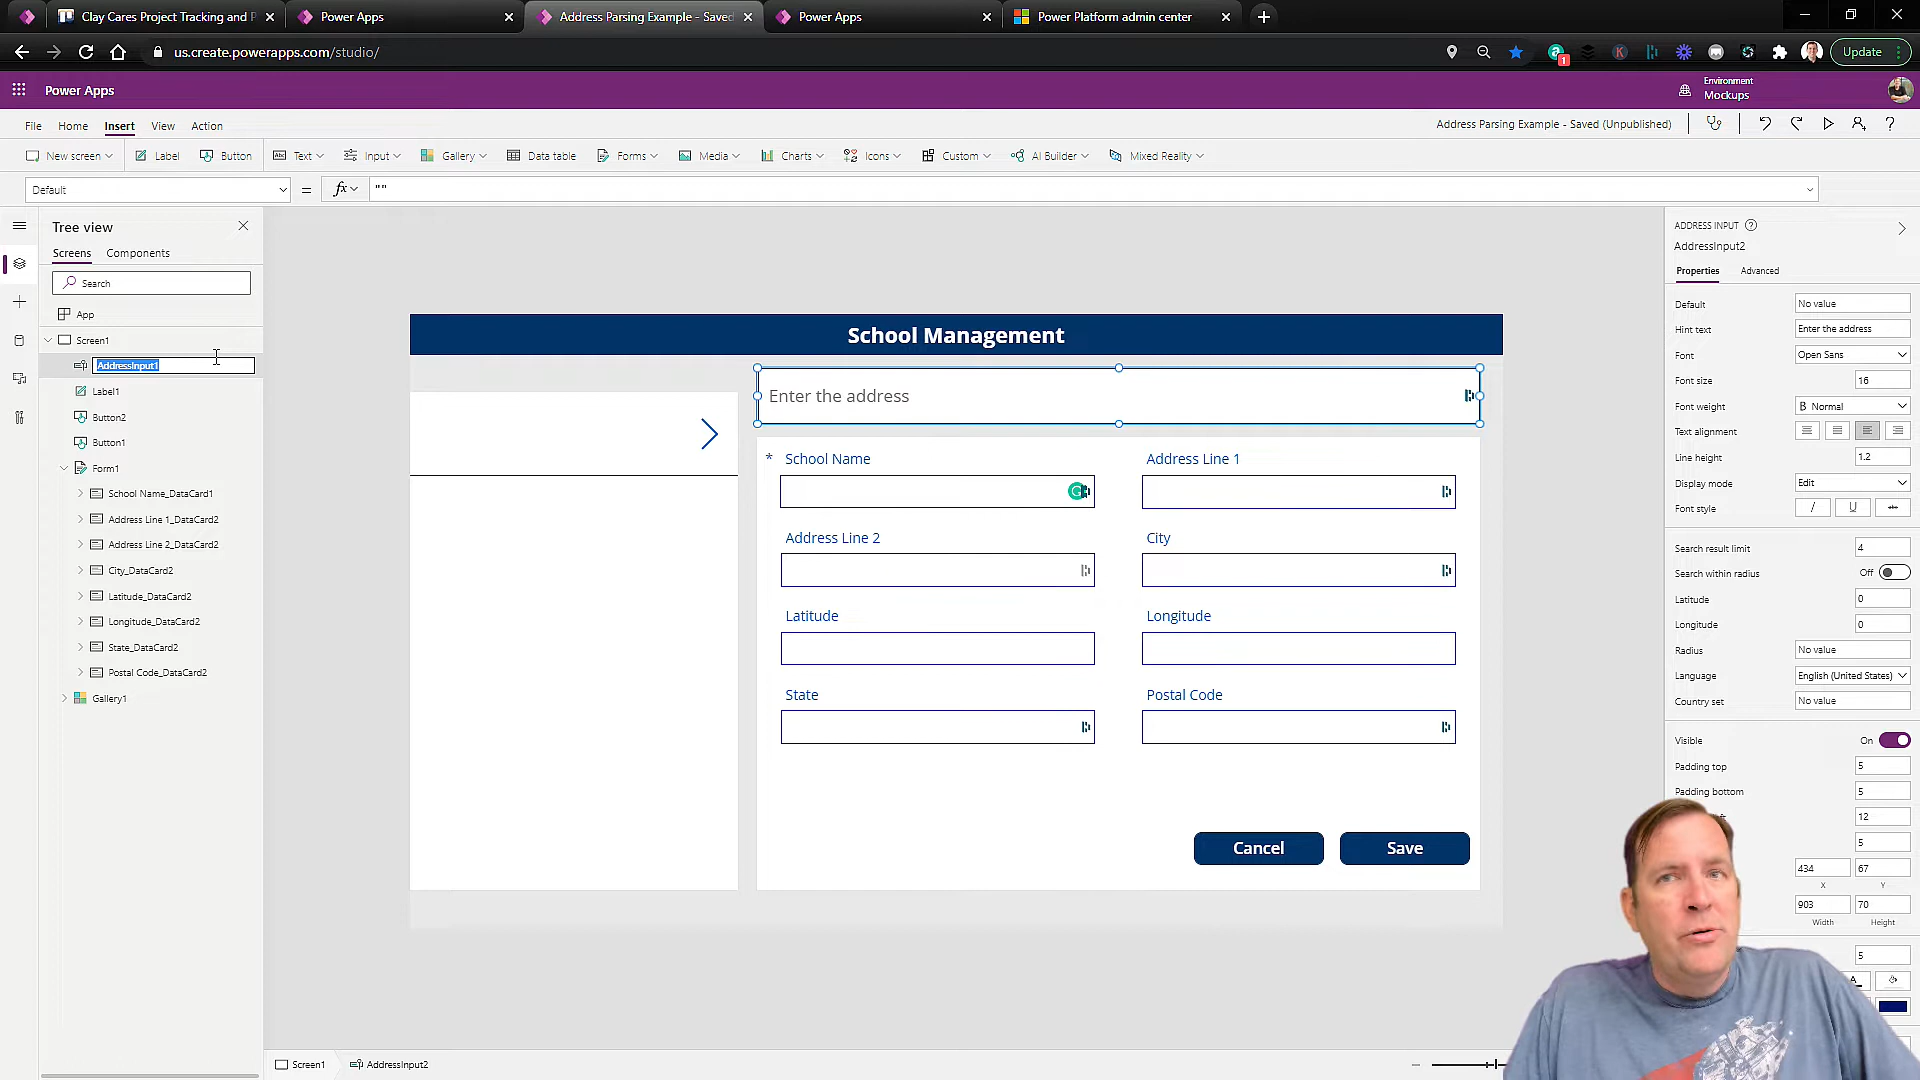 Clay Cares Project Tracking and P
Power Apps
Address Parsing Example - Saved
Power Apps
Power Platform admin center
us.create.powerapps.com/studio/
1
Update
Power Apps
Environment
Mockups
File
Home
Insert
View
Action
Address Parsing Example - Saved (Unpublished)
New screen
Label
Button
Text
Input
Gallery
Data table
Forms
Media
Charts
Icons
Custom
AI Builder
Mixed Reality
Default
=
fx
""
Tree view
Screens
Components
Search
App
Screen1
AddressInput1
Label1
Button2
Button1
Form1
School Name_DataCard1
Address Line 1_DataCard2
Address Line 2_DataCard2
City_DataCard2
Latitude_DataCard2
Longitude_DataCard2
State_DataCard2
Postal Code_DataCard2
Gallery1
School Management
Enter the address
* School Name
Address Line 1
Address Line 2
City
Latitude
Longitude
State
Postal Code
Cancel
Save
ADDRESS INPUT
AddressInput2
Properties
Advanced
Default
No value
Hint text
Enter the address
Font
Open Sans
Font size
16
Font weight
B Normal
Text alignment
Line height
1.2
Display mode
Edit
Font style
Search result limit
4
Search within radius
Off
Latitude
0
Longitude
0
Radius
No value
Language
English (United States)
Country set
No value
Visible
On
Padding top
5
Padding bottom
5
12
5
434
67
X
Y
903
70
Width
Height
5
Screen1
AddressInput2